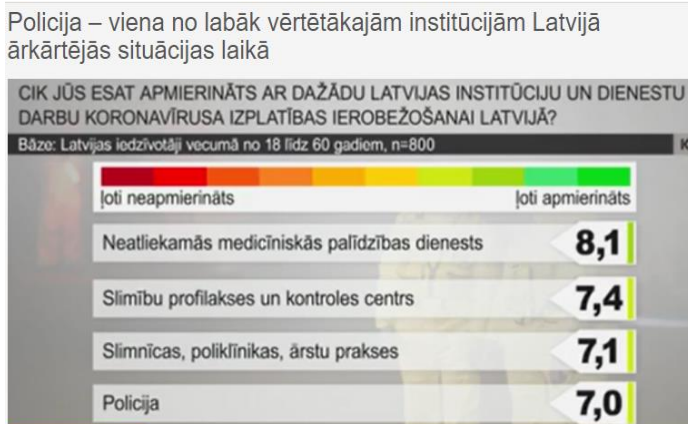 Policija – viena no labāk vērtētākajām institūcijām Latvijā
ārkārtējās situācijas laikā
CIK JŪS ESAT APMIERINĀTS AR DAŽĀDU LATVIJAS INSTITŪCIJU UN DIENESTU
DARBU KORONAVĪRUSA IZPLATĪBAS IEROBEŽOŠANAI LATVIJĀ?
Bāze: Latvijas iedzīvotāji vecumā no 18 līdz 60 gadiem, n=800
ļoti neapmierināts ļoti apmierināts
Neatliekamās medicīniskās palīdzības dienests 8,1
Slimību profilakses un kontroles centrs 7,4
Slimnīcas, poliklīnikas, ārstu prakses 7,1
Policija 7,0